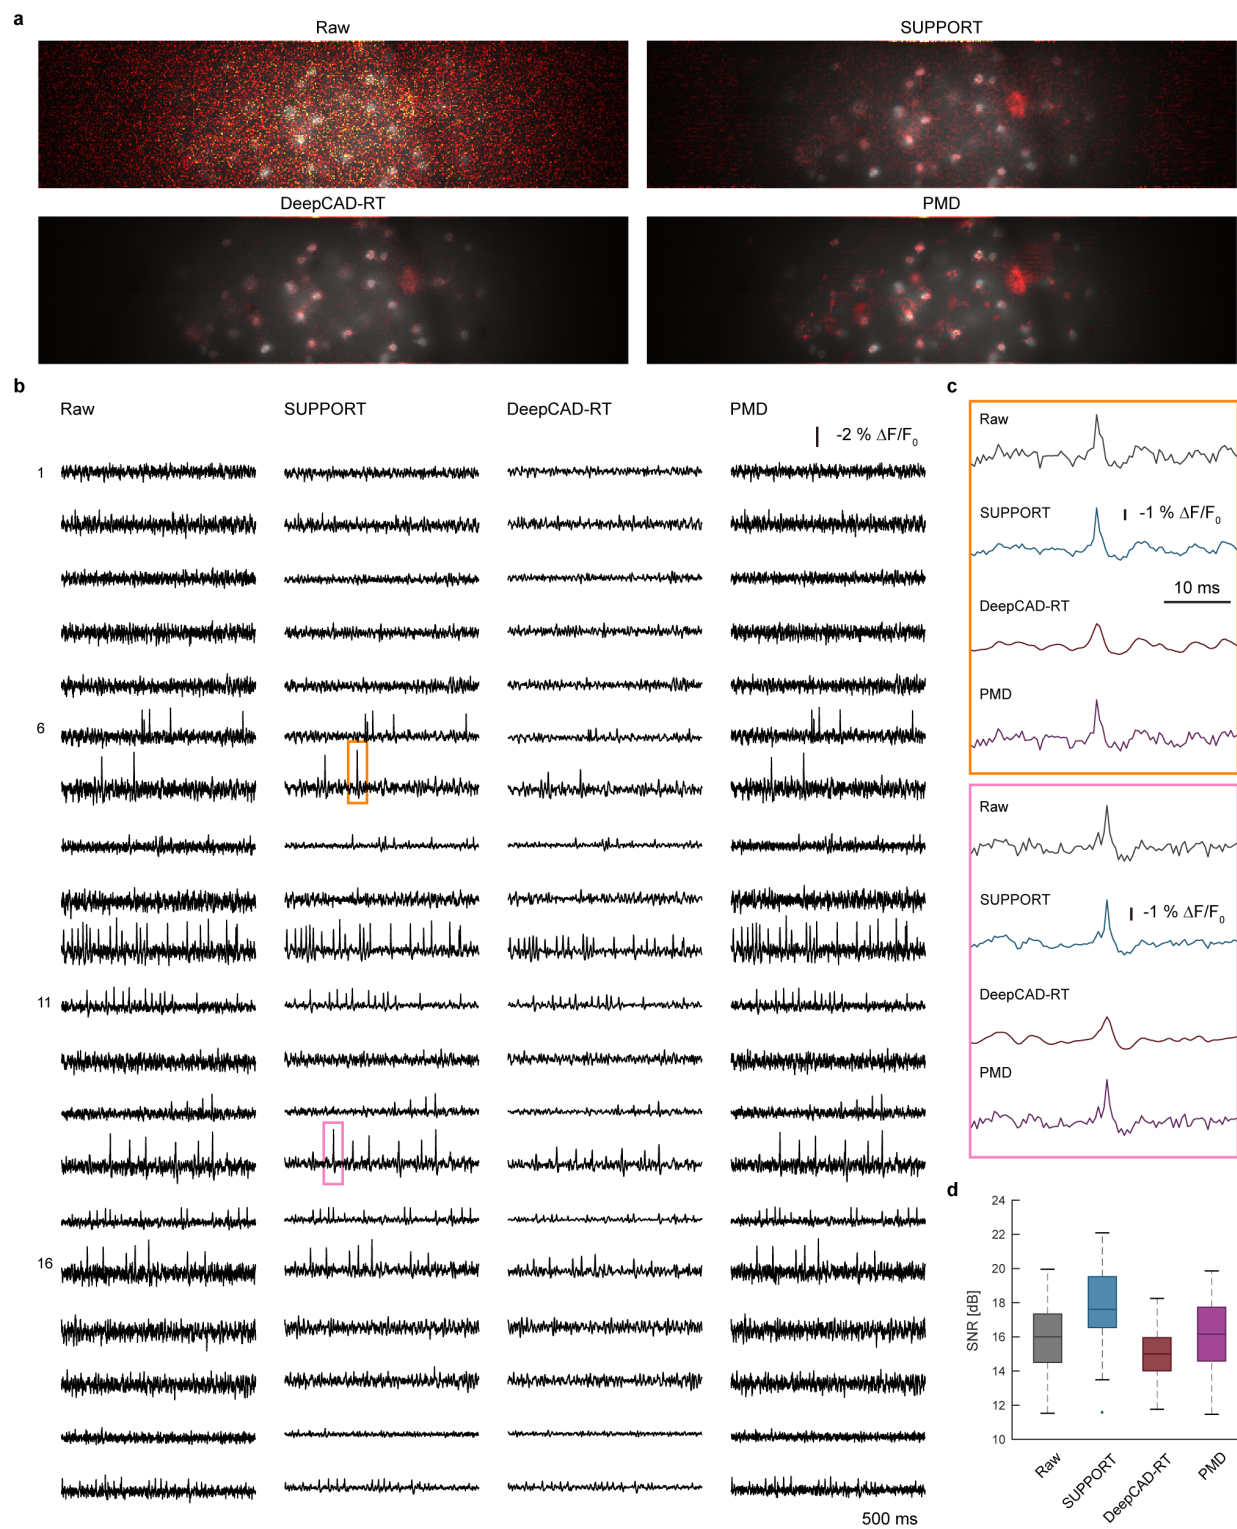 a
Raw
SUPPORT
DeepCAD-RT
PMD
b
Raw
SUPPORT
DeepCAD-RT
PMD
-2 % ΔF/F₀
1
6
11
16
500 ms
c
Raw
SUPPORT
-1 % ΔF/F₀
10 ms
DeepCAD-RT
PMD
Raw
SUPPORT
-1 % ΔF/F₀
DeepCAD-RT
PMD
d
24
22
20
18
16
14
12
10
SNR [dB]
Raw
SUPPORT
DeepCAD-RT
PMD